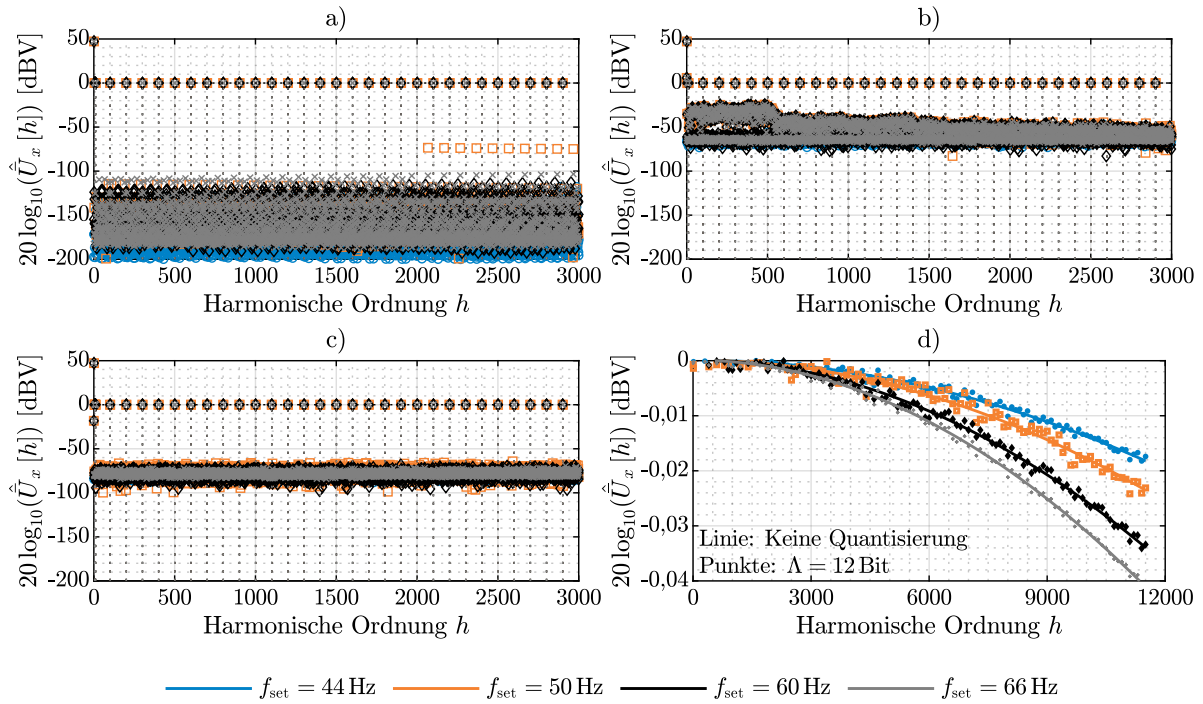 a)
50
0
-50
-100
-150
-200
20 log₁₀(Û̄ₓ [h]) [dBV]
0 500 1000 1500 2000 2500 3000
Harmonische Ordnung h
b)
50
0
-50
-100
-150
-200
20 log₁₀(Û̄ₓ [h]) [dBV]
0 500 1000 1500 2000 2500 3000
Harmonische Ordnung h
c)
50
0
-50
-100
-150
-200
20 log₁₀(Û̄ₓ [h]) [dBV]
0 500 1000 1500 2000 2500 3000
Harmonische Ordnung h
d)
0
-0,01
-0,02
-0,03
-0,04
20 log₁₀(Û̄ₓ [h]) [dBV]
Linie: Keine Quantisierung
Punkte: Λ = 12 Bit
0 3000 6000 9000 12000
Harmonische Ordnung h
f_set = 44 Hz f_set = 50 Hz f_set = 60 Hz f_set = 66 Hz